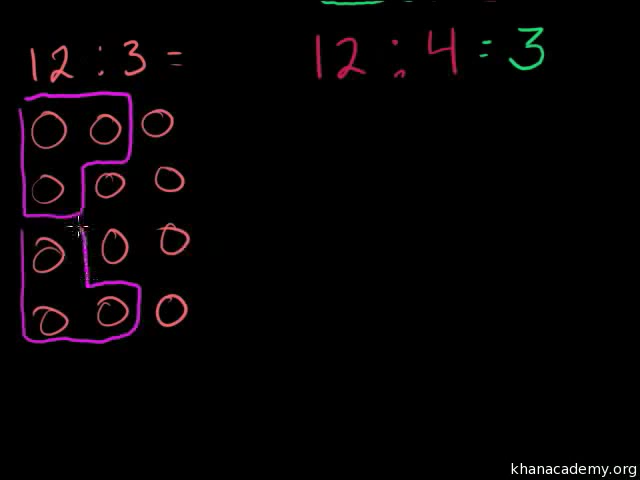 12 : 3 =
12 : 4 = 3
khanacademy.org